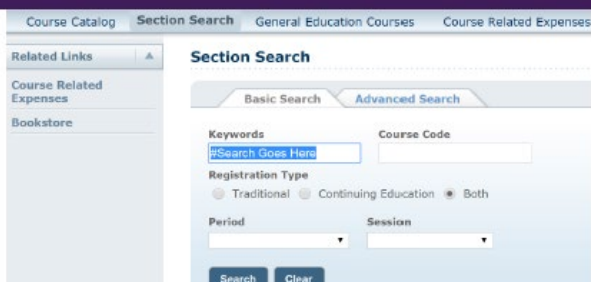 Course Catalog Section Search General Education Courses Course Related Expenses
Related Links
Section Search
Course Related
Expenses
Bookstore
Basic Search Advanced Search
Keywords Course Code
#Search Goes Here
Registration Type
Traditional Continuing Education Both
Period Session
Search Clear